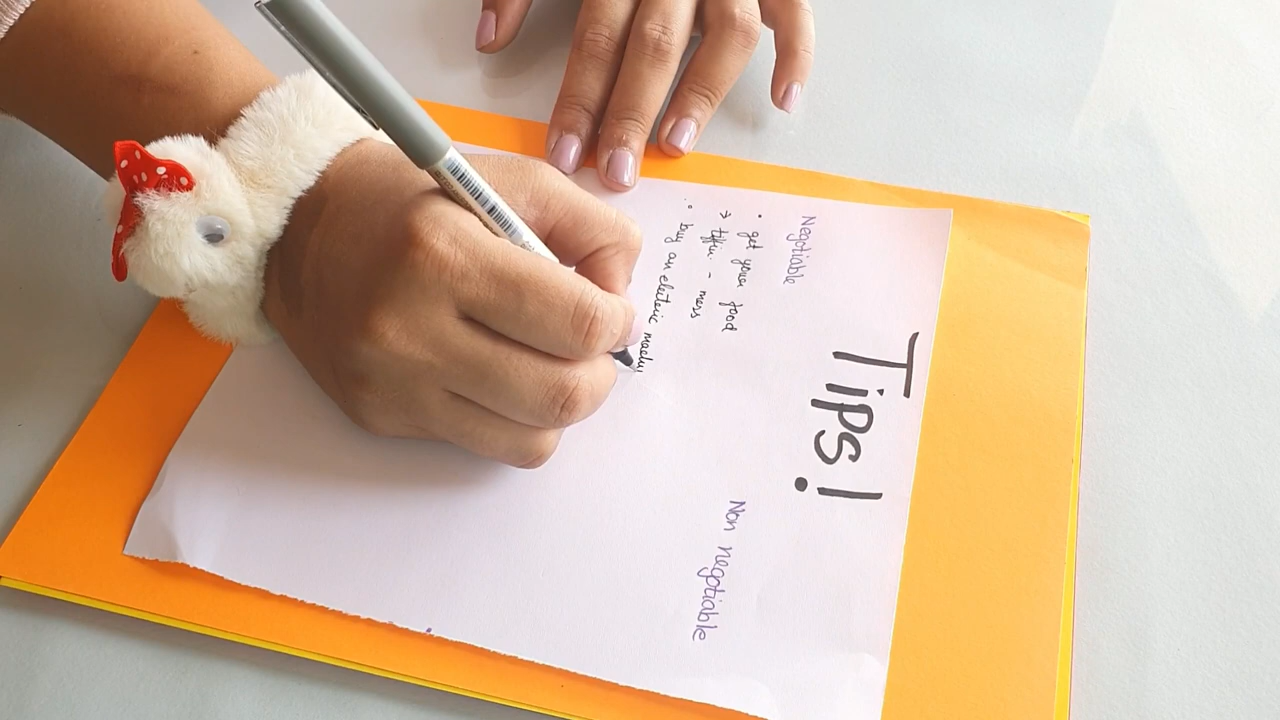 Tips!
Negotiable
• get your food
→ tiffin - mess
• buy an electric
Non negotiable